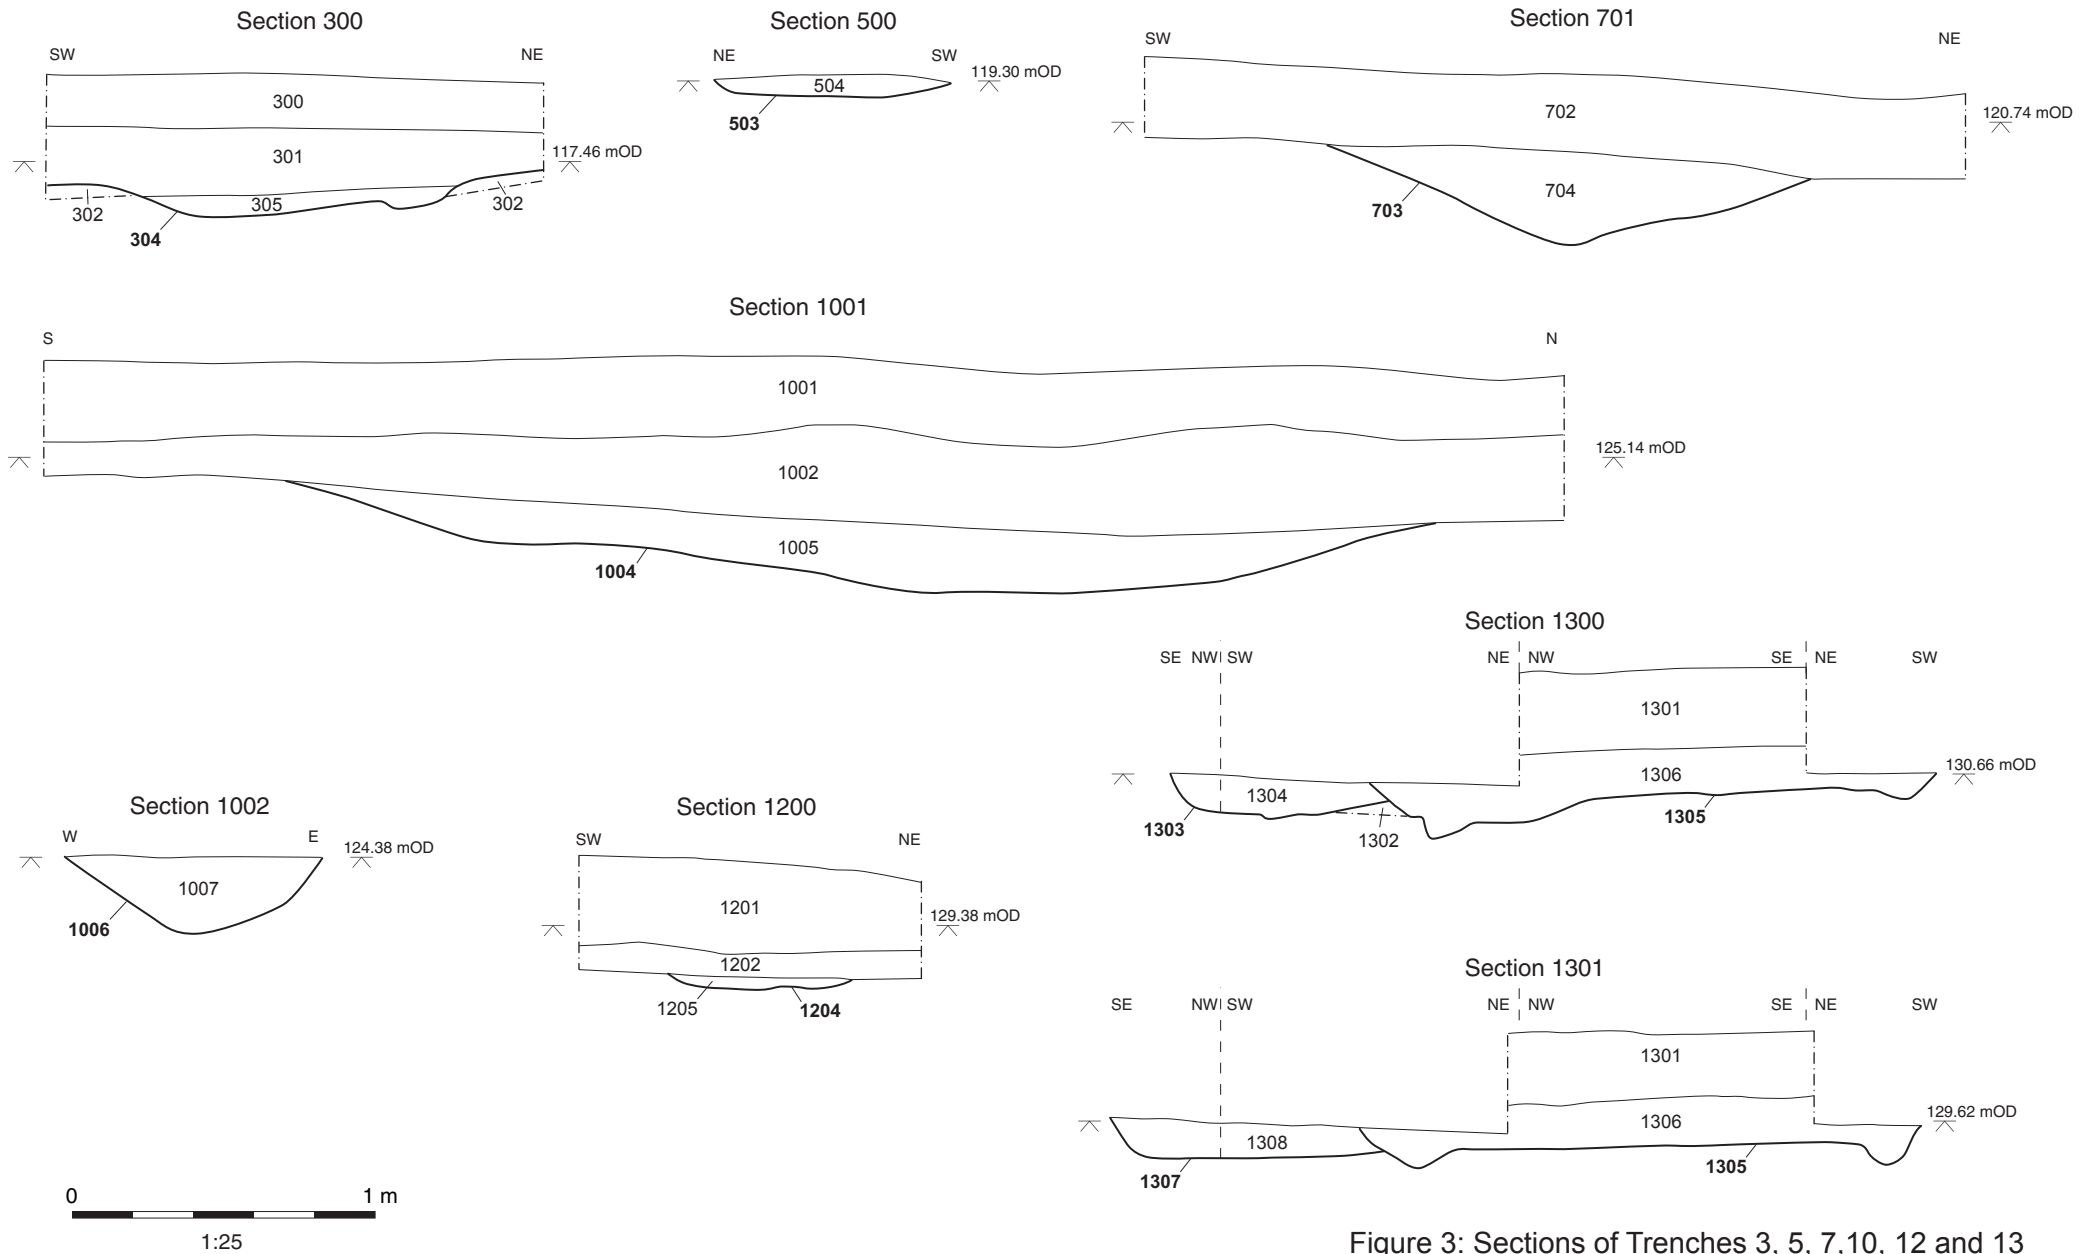 Section 300
SW NE
300
301
117.46 mOD
302 305 302
304
Section 500
NE SW
504
119.30 mOD
503
Section 701
SW NE
702
120.74 mOD
704
703
Section 1001
S N
1001
125.14 mOD
1002
1005
1004
Section 1300
SE NW SW NE NW SE NE SW
1301
1306
130.66 mOD
1304
1303
1302
1305
Section 1002
W E
124.38 mOD
1007
1006
Section 1200
SW NE
1201
129.38 mOD
1202
1205
1204
Section 1301
SE NW SW NE NW SE NE SW
1301
1306
129.62 mOD
1308
1307
1305
0 1 m
1:25
Figure 3: Sections of Trenches 3, 5, 7,10, 12 and 13